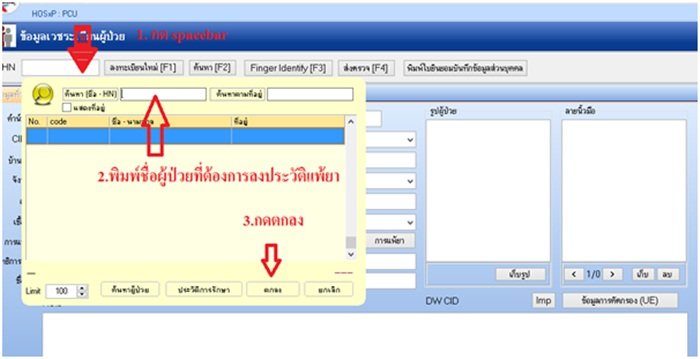 HOSxP : PCU
ข้อมูลเวชระเบียนผู้ป่วย 1. กด spacebar
HN ลงทะเบียนใหม่ [F1] ค้นหา [F2] Finger Identify [F3] ส่งตรวจ [F4] พิมพ์ใบยินยอมบันทึกข้อมูลส่วนบุคคล
ค้นหา (ชื่อ - HN) ค้นหาตามที่อยู่
แสดงที่อยู่
No. code ชื่อ - นามสกุล ที่อยู่
รูปผู้ป่วย ลายนิ้วมือ
2.พิมพ์ชื่อผู้ป่วยที่ต้องการลงประวัติแพ้ยา
3.กดตกลง
การแพ้ยา
เก็บรูป < 1/0 > เก็บ ลบ
Limit 100 ค้นหาผู้ป่วย ประวัติการรักษา ตกลง ยกเลิก
DW CID Imp ข้อมูลการคัดกรอง (UE)